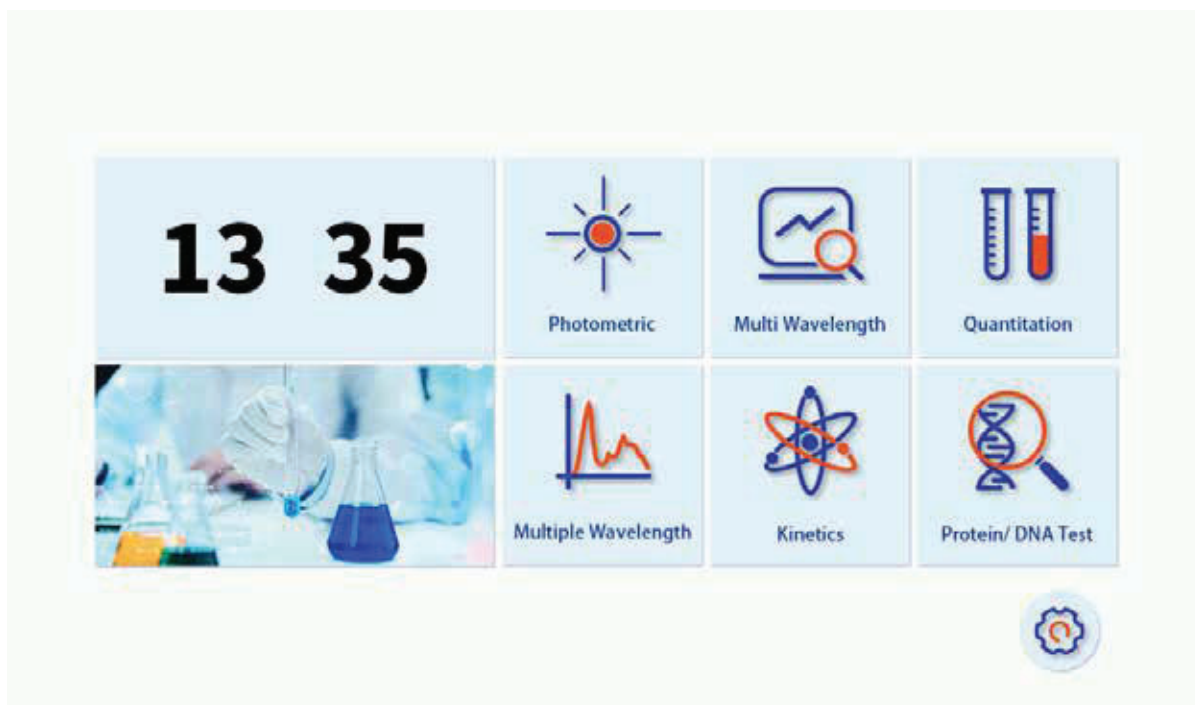 13 35
Photometric
Multi Wavelength
Quantitation
Multiple Wavelength
Kinetics
Protein/ DNA Test